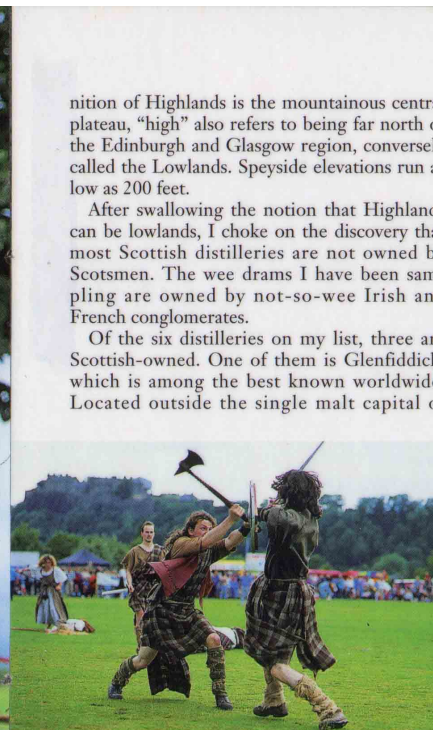 nition of Highlands is the mountainous centr
plateau, “high” also refers to being far north o
the Edinburgh and Glasgow region, conversel
called the Lowlands. Speyside elevations run a
low as 200 feet.
After swallowing the notion that Highland
can be lowlands, I choke on the discovery tha
most Scottish distilleries are not owned b
Scotsmen. The wee drams I have been sam
pling are owned by not-so-wee Irish an
French conglomerates.
Of the six distilleries on my list, three ar
Scottish-owned. One of them is Glenfiddich
which is among the best known worldwide
Located outside the single malt capital o